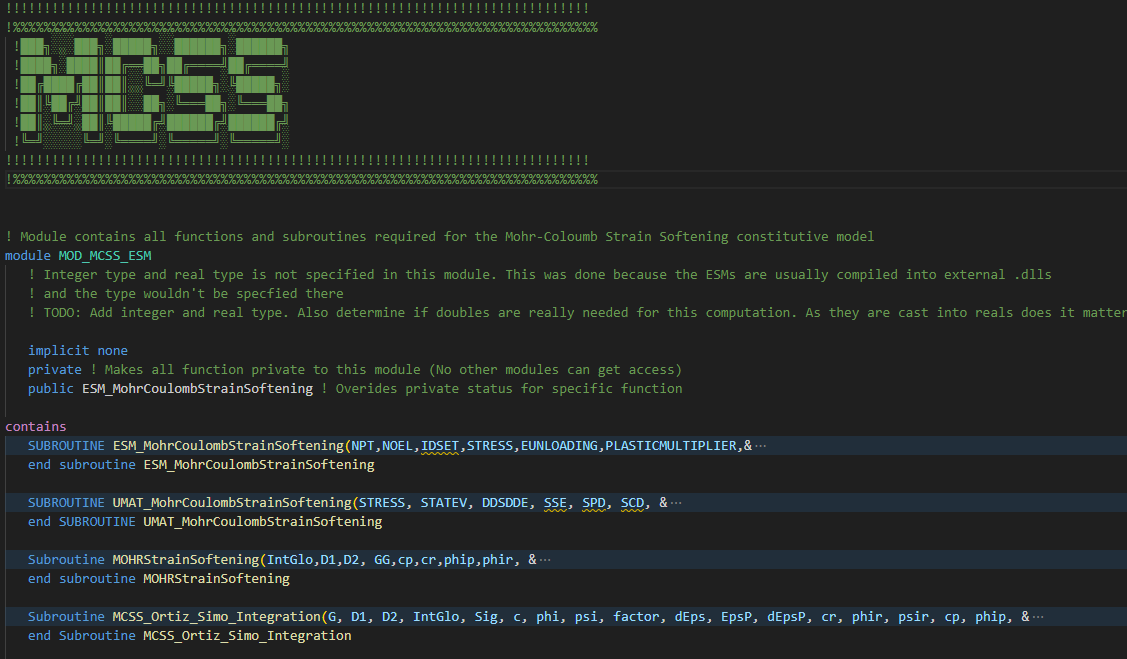 !!!!!!!!!!!!!!!!!!!!!!!!!!!!!!!!!!!!!!!!!!!!!!!!!!!!!!!!!!!!!!!!!!!!!!!!!!!!
!%%%%%%%%%%%%%%%%%%%%%%%%%%%%%%%%%%%%%%%%%%%%%%%%%%%%%%%%%%%%%%%%%%%%%%%%%%%%%
MCSS
!!!!!!!!!!!!!!!!!!!!!!!!!!!!!!!!!!!!!!!!!!!!!!!!!!!!!!!!!!!!!!!!!!!!!!!!!!!!
!%%%%%%%%%%%%%%%%%%%%%%%%%%%%%%%%%%%%%%%%%%%%%%%%%%%%%%%%%%%%%%%%%%%%%%%%%%%%%
! Module contains all functions and subroutines required for the Mohr-Coloumb Strain Softening constitutive model
module MOD_MCSS_ESM
! Integer type and real type is not specified in this module. This was done because the ESMs are usually compiled into external .dlls
! and the type wouldn't be specfied there
! TODO: Add integer and real type. Also determine if doubles are really needed for this computation. As they are cast into reals does it matter
implicit none
private ! Makes all function private to this module (No other modules can get access)
public ESM_MohrCoulombStrainSoftening ! Overides private status for specific function
contains
SUBROUTINE ESM_MohrCoulombStrainSoftening(NPT,NOEL,IDSET,STRESS,EUNLOADING,PLASTICMULTIPLIER,&···
end subroutine ESM_MohrCoulombStrainSoftening
SUBROUTINE UMAT_MohrCoulombStrainSoftening(STRESS, STATEV, DDSDDE, SSE, SPD, SCD, &···
end SUBROUTINE UMAT_MohrCoulombStrainSoftening
Subroutine MOHRStrainSoftening(IntGlo,D1,D2, GG,cp,cr,phip,phir, &···
end subroutine MOHRStrainSoftening
Subroutine MCSS_Ortiz_Simo_Integration(G, D1, D2, IntGlo, Sig, c, phi, psi, factor, dEps, EpsP, dEpsP, cr, phir, psir, cp, phip, &···
end Subroutine MCSS_Ortiz_Simo_Integration